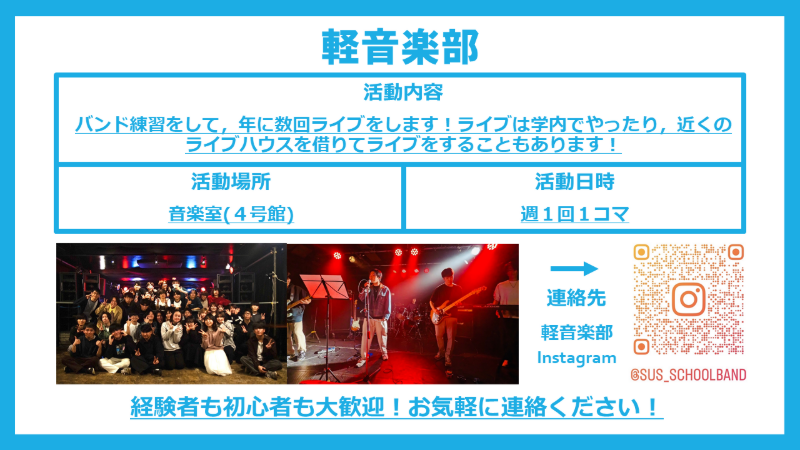 軽音楽部
活動内容
バンド練習をして，年に数回ライブをします！ライブは学内でやったり，近くの
ライブハウスを借りてライブをすることもあります！
活動場所
音楽室(４号館)
活動日時
週１回１コマ
連絡先
軽音楽部
Instagram
@SUS_SCHOOLBAND
経験者も初心者も大歓迎！お気軽に連絡ください！